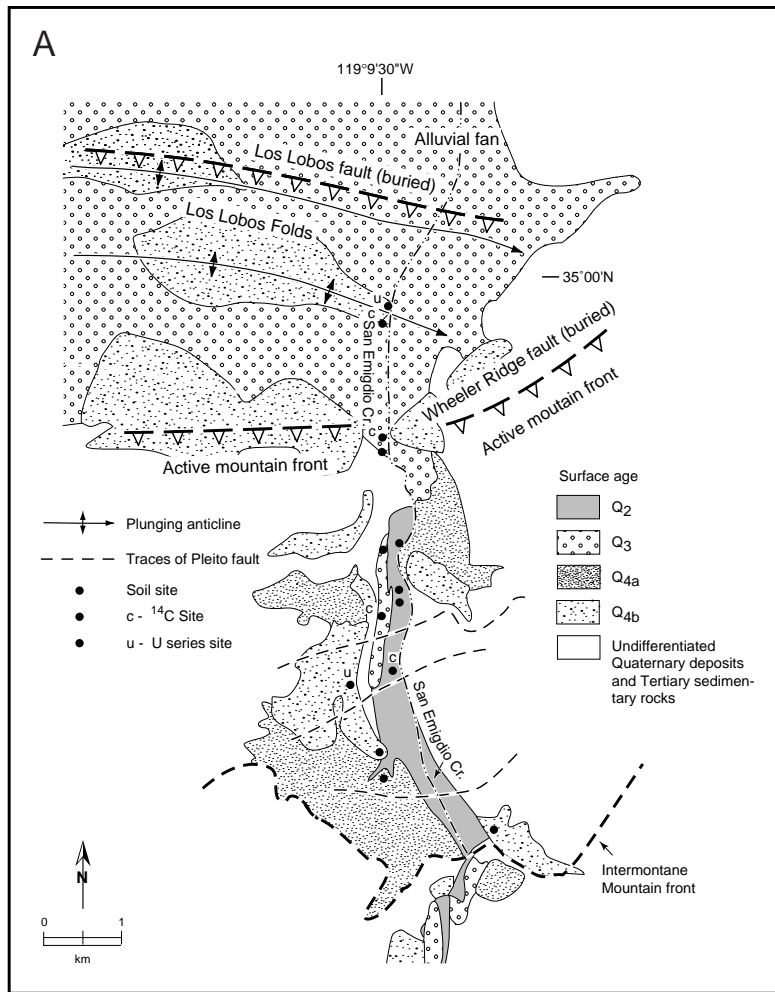 A
119°9'30"W
Alluvial fan
Los Lobos fault (buried)
Los Lobos Folds
35°00'N
u
c
San Emigdio Cr.
Wheeler Ridge fault (buried)
Active moutain front
c
Active mountain front
Surface age
Q2
Q3
Q4a
Q4b
Undifferentiated
Quaternary deposits
and Tertiary sedimen-
tary rocks
Plunging anticline
Traces of Pleito fault
Soil site
c - 14C Site
u - U series site
c
c
u
San Emigdio Cr.
Intermontane
Mountain front
N
0 1
km